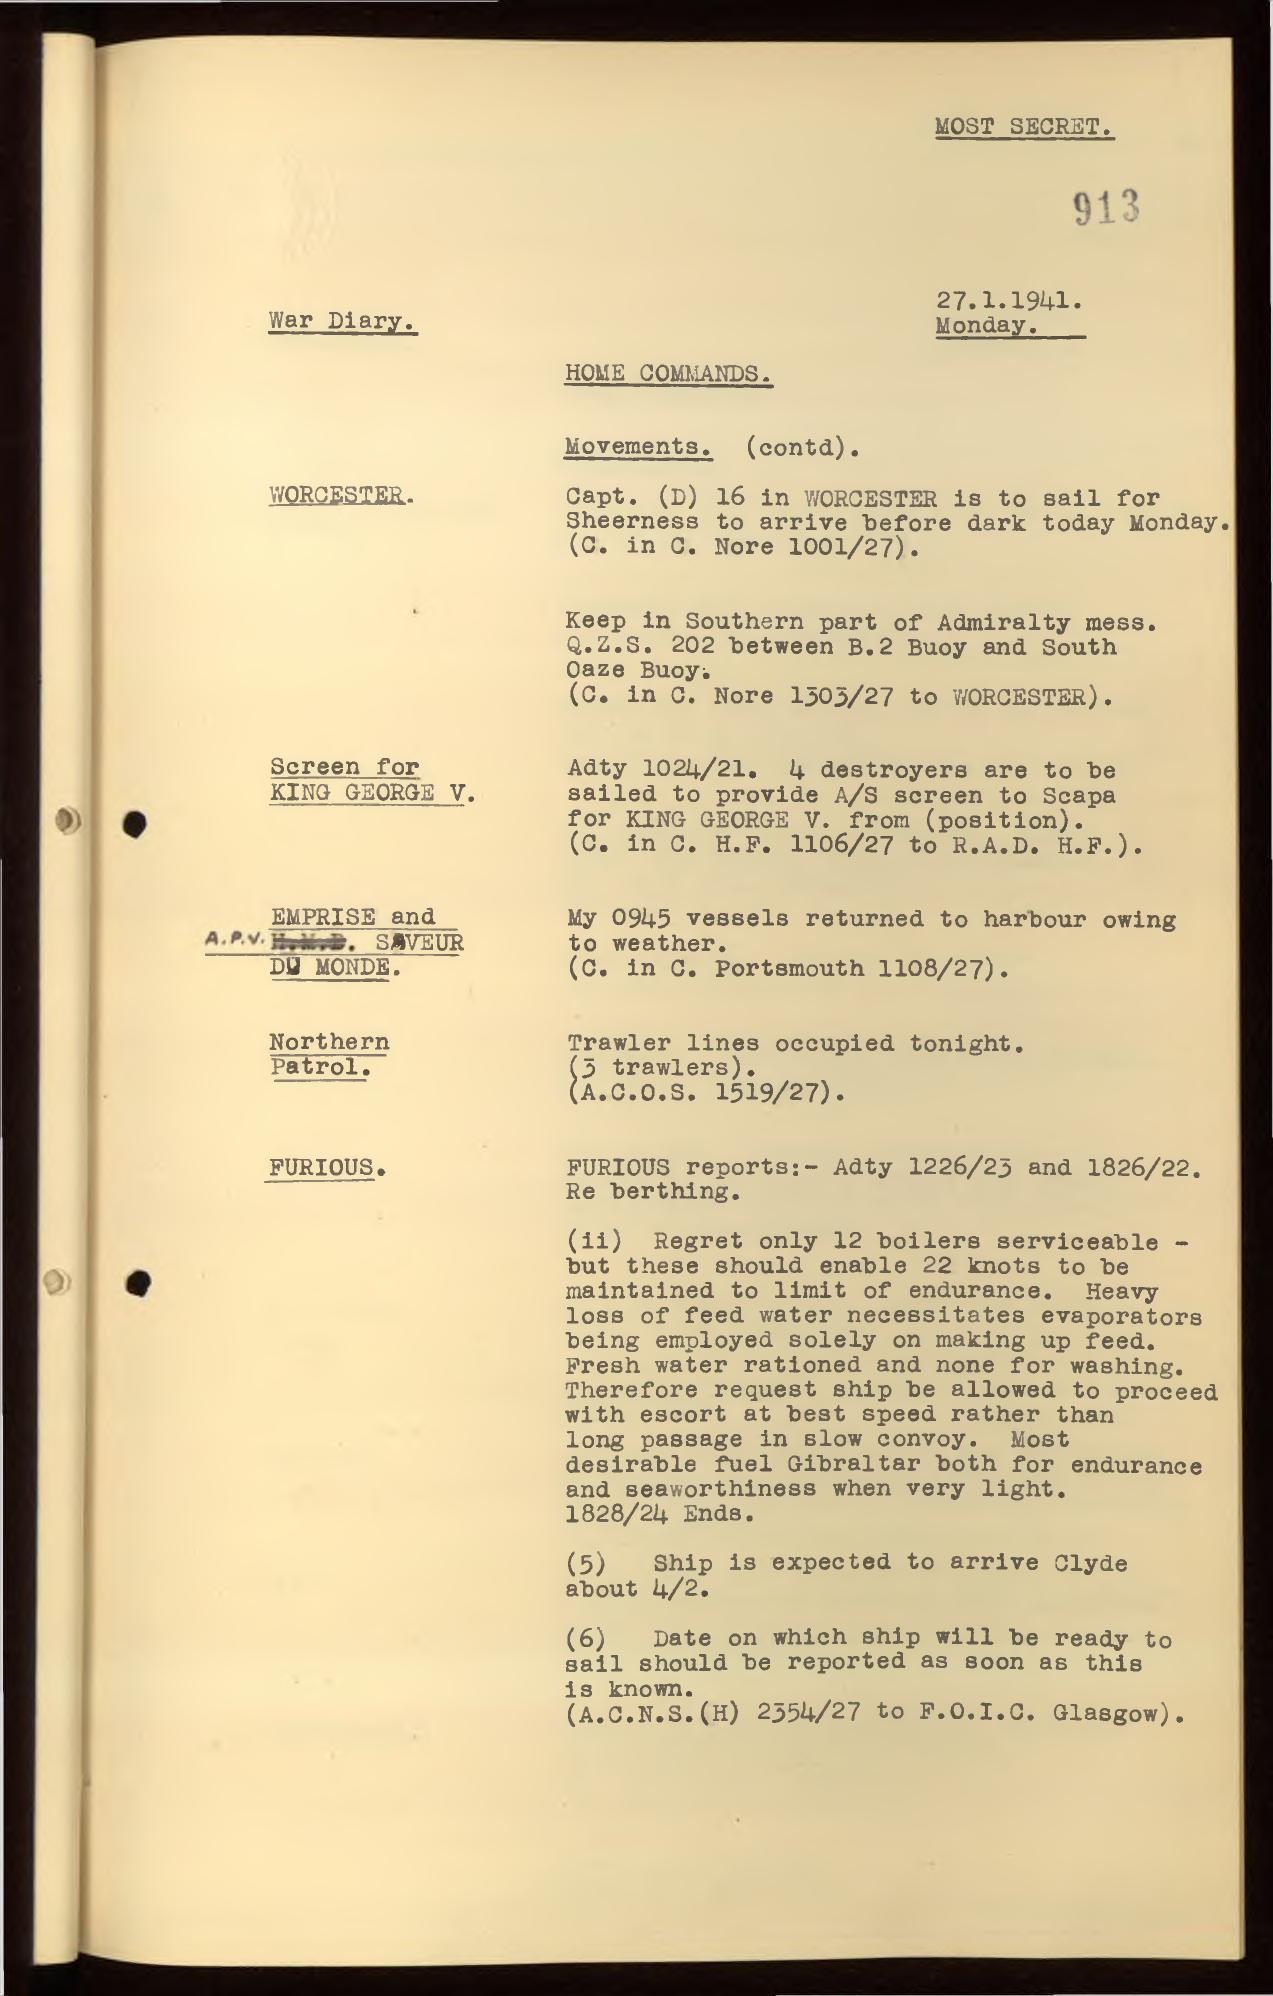 MOST SECRET.
913
27.1.1941.
War Diary.
Monday.
HOME COMMANDS.
Movements. (contd).
WORCESTER.
Capt. (D) 16 in WORCESTER is to sail for
Sheerness to arrive before dark today Monday.
(C. in C. Nore 1001/27).
Keep in Southern part of Admiralty mess.
Q.Z.S. 202 between B.2 Buoy and South
Oaze Buoy.
(C. in C. Nore 1303/27 to WORCESTER).
Screen for
KING GEORGE V.
Adty 1024/21. 4 destroyers are to be
sailed to provide A/S screen to Scapa
for KING GEORGE V. from (position).
(C. in C. H.F. 1106/27 to R.A.D. H.F.).
EMPRISE and
A.P.V. H.M.D. SAVEUR
DU MONDE.
My 0945 vessels returned to harbour owing
to weather.
(C. in C. Portsmouth 1108/27).
Northern
Patrol.
Trawler lines occupied tonight.
(3 trawlers).
(A.C.O.S. 1519/27).
FURIOUS.
FURIOUS reports:- Adty 1226/23 and 1826/22.
Re berthing.
(ii) Regret only 12 boilers serviceable -
but these should enable 22 knots to be
maintained to limit of endurance. Heavy
loss of feed water necessitates evaporators
being employed solely on making up feed.
Fresh water rationed and none for washing.
Therefore request ship be allowed to proceed
with escort at best speed rather than
long passage in slow convoy. Most
desirable fuel Gibraltar both for endurance
and seaworthiness when very light.
1828/24 Ends.
(5) Ship is expected to arrive Clyde
about 4/2.
(6) Date on which ship will be ready to
sail should be reported as soon as this
is known.
(A.C.N.S.(H) 2354/27 to F.O.I.C. Glasgow).